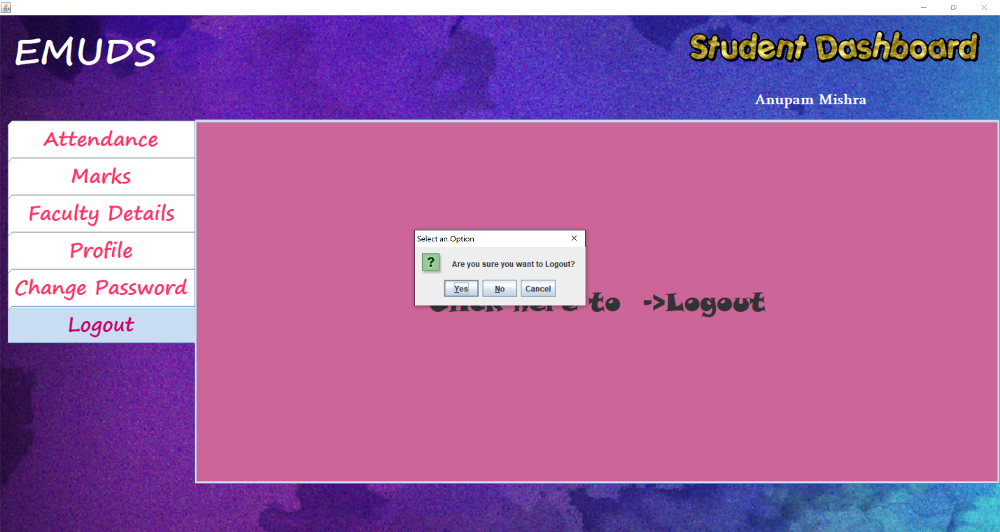 EMUDS
Student Dashboard
Anupam Mishra
Attendance
Marks
Faculty Details
Profile
Change Password
Logout
Select an Option
? Are you sure you want to Logout?
Yes No Cancel
Click here to ->Logout